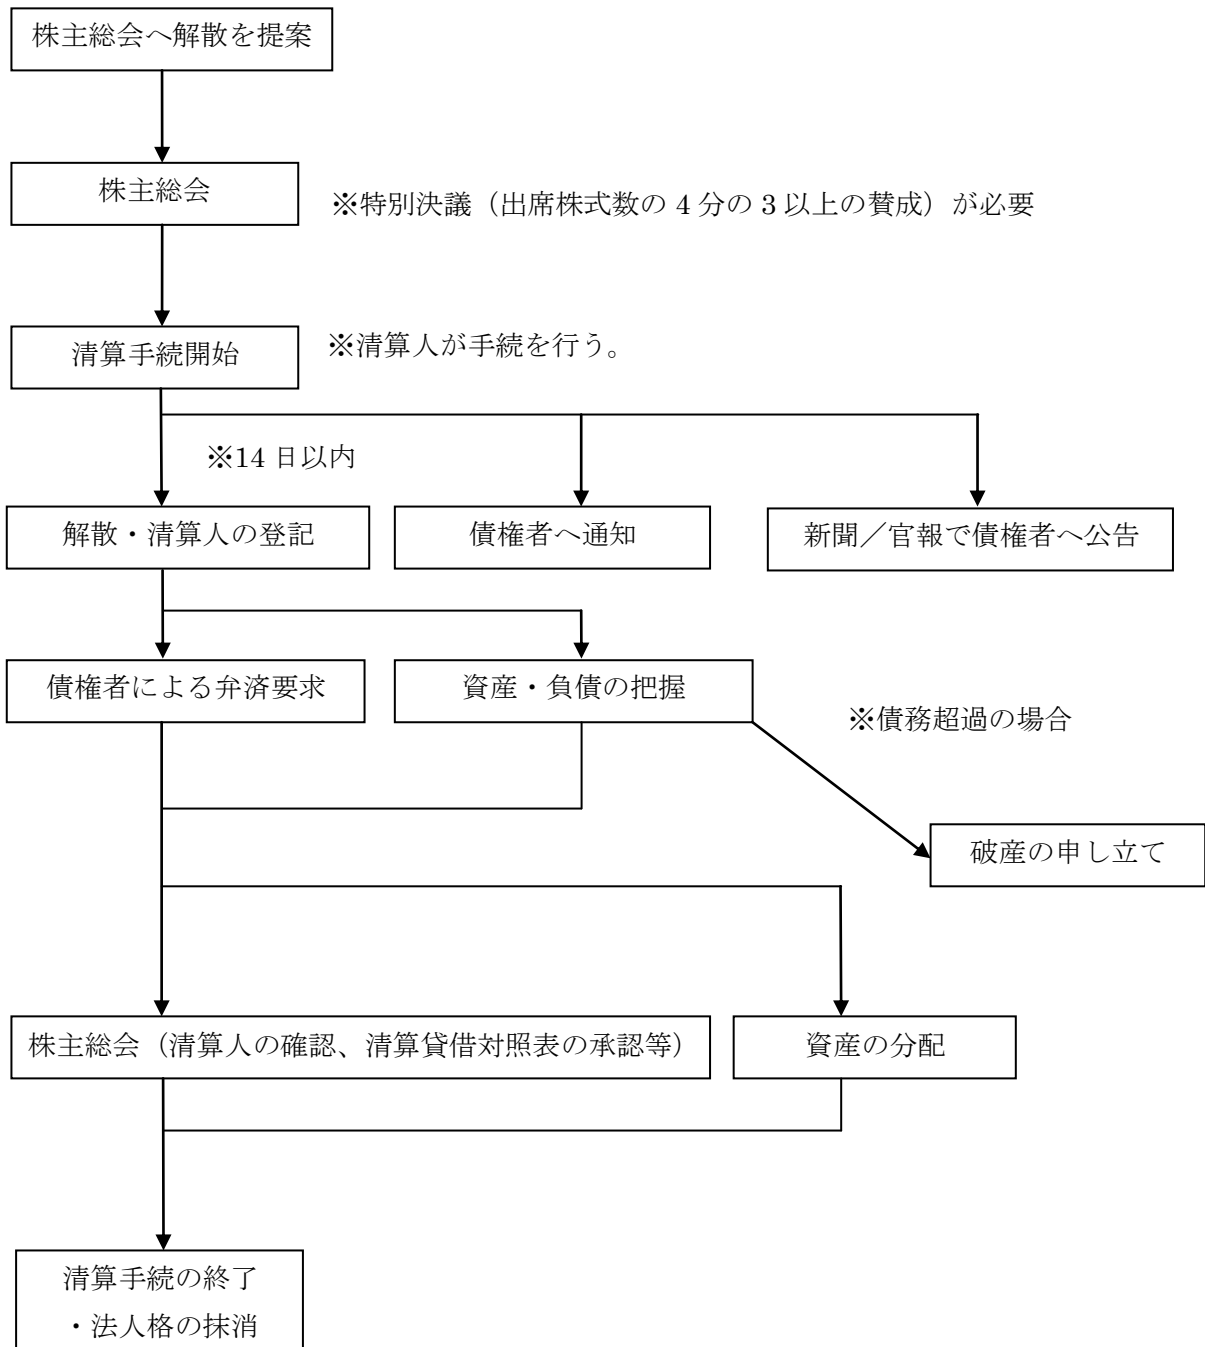 株主総会へ解散を提案
株主総会
※特別決議（出席株式数の 4 分の 3 以上の賛成）が必要
清算手続開始
※清算人が手続を行う。
※14 日以内
解散・清算人の登記
債権者へ通知
新聞／官報で債権者へ公告
債権者による弁済要求
資産・負債の把握
※債務超過の場合
破産の申し立て
株主総会（清算人の確認、清算貸借対照表の承認等）
資産の分配
清算手続の終了
・法人格の抹消